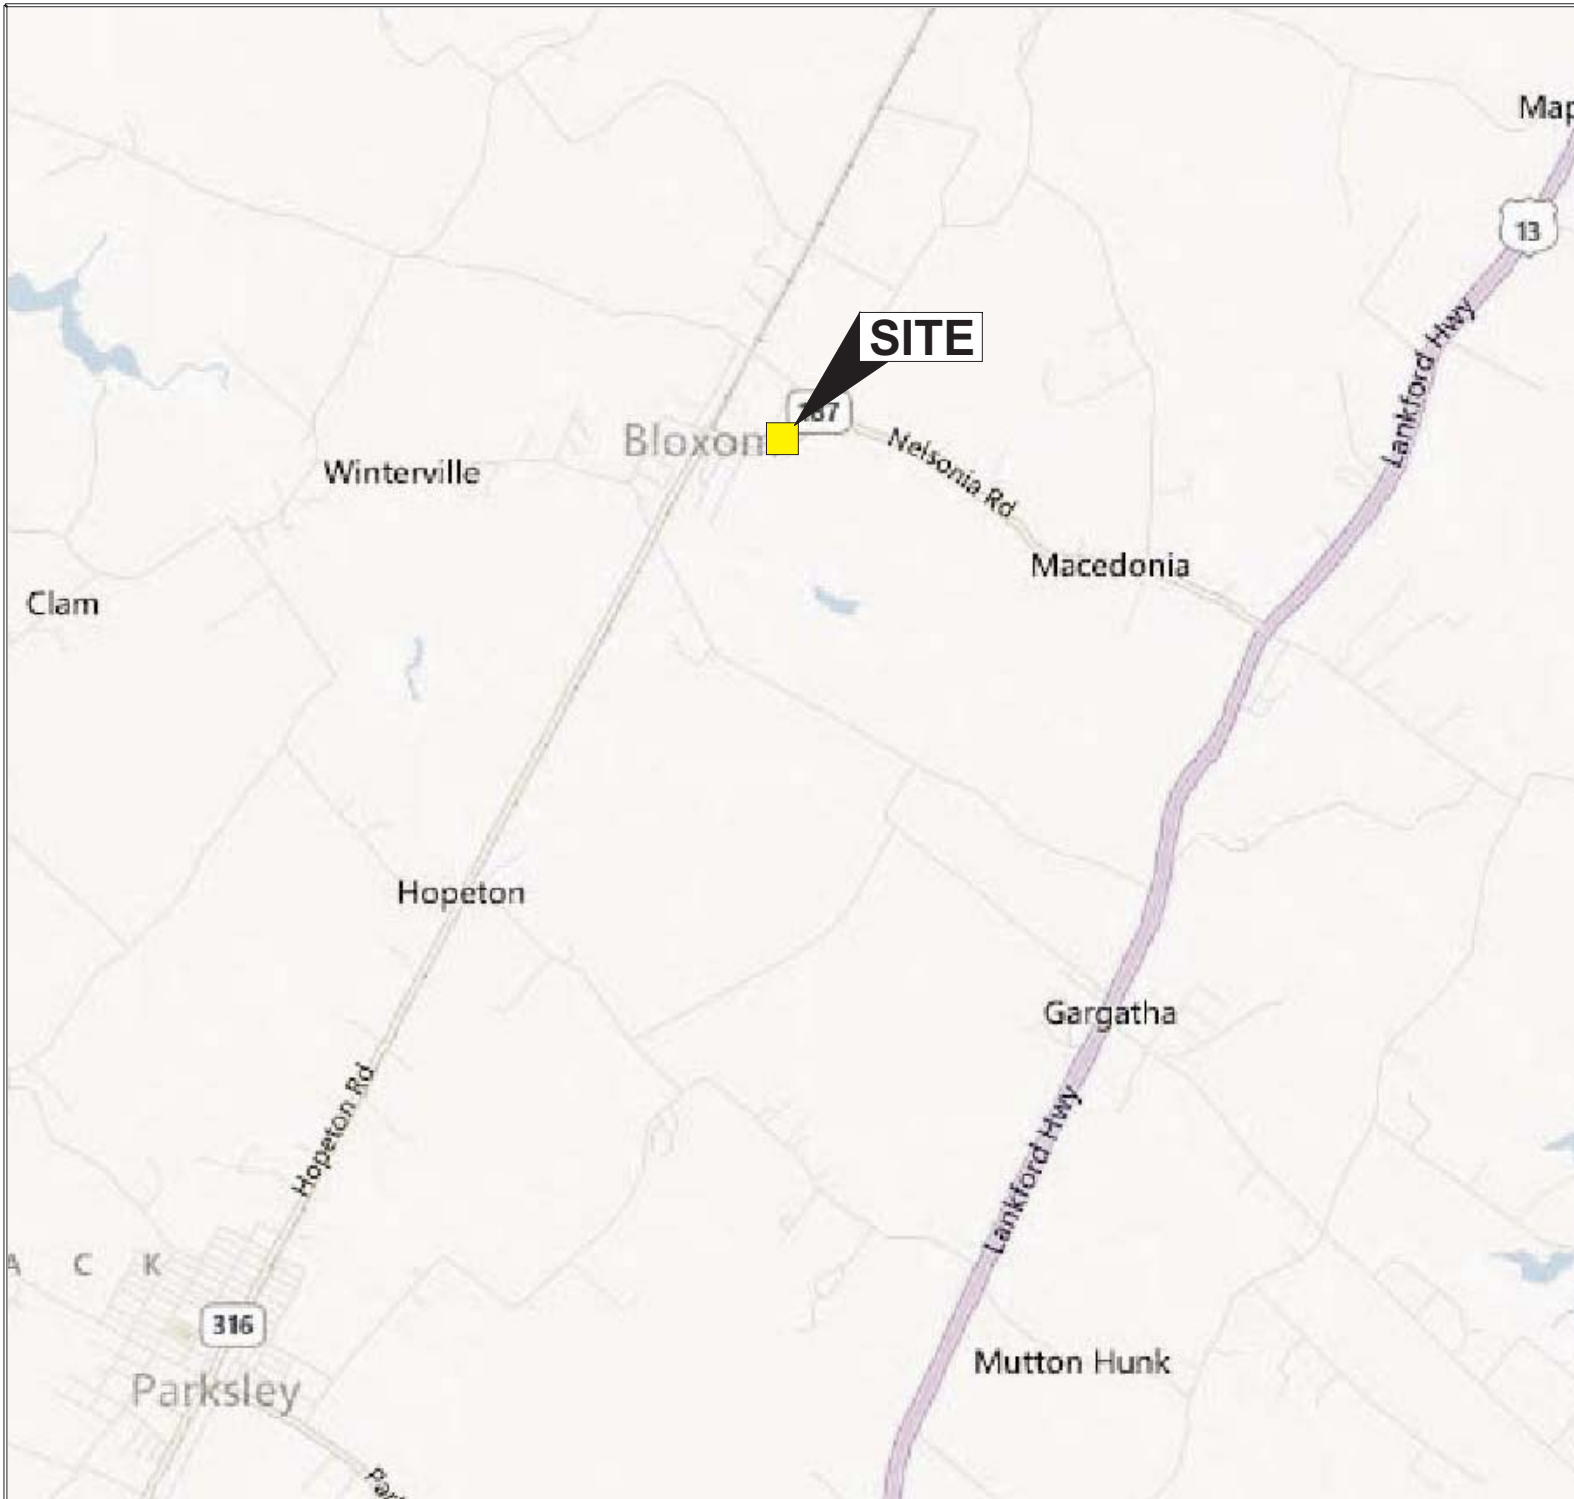 Map
13
Lankford Hwy
SITE
Bloxom
Nelsonia Rd
Winterville
Macedonia
Clam
Hopeton
Gargatha
Hopeton Rd
Lankford Hwy
A C K
316
Mutton Hunk
Parksley